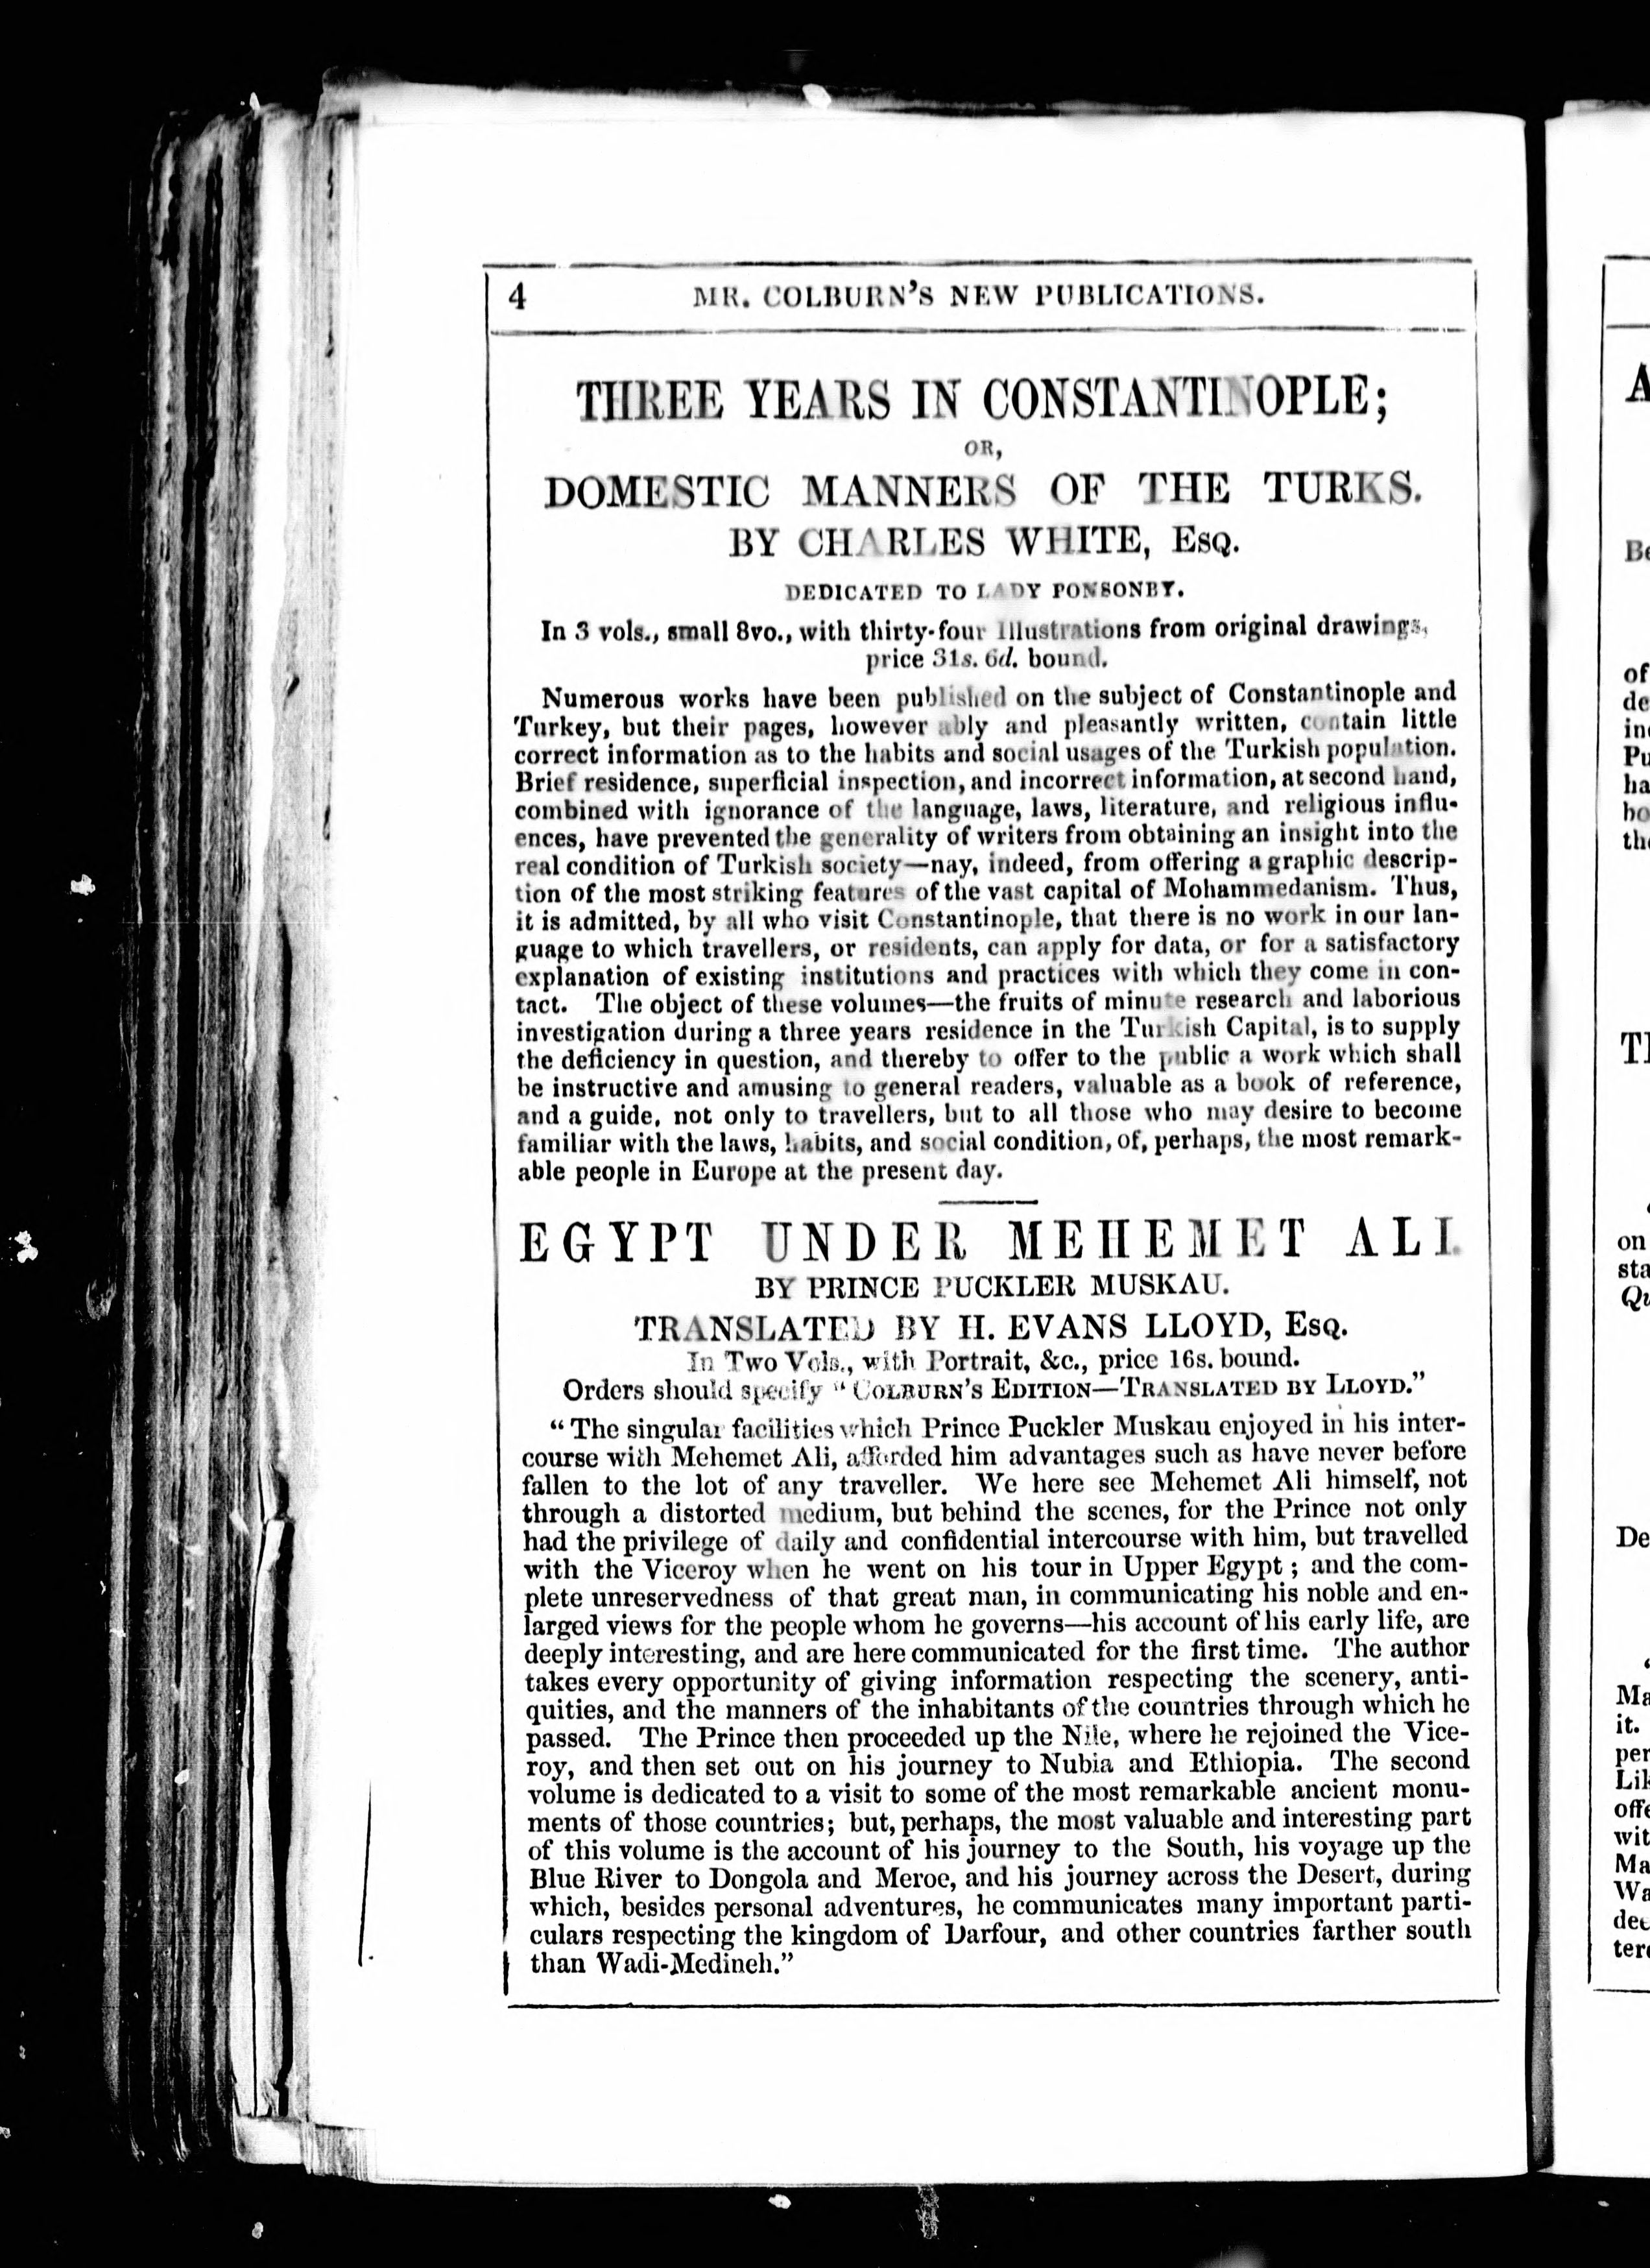 4 MR. COLBURN'S NEW PUBLICATIONS.
THREE YEARS IN CONSTANTINOPLE;
OR,
DOMESTIC MANNERS OF THE TURKS.
BY CHARLES WHITE, ESQ.
DEDICATED TO LADY PONSONBY.
In 3 vols., small 8vo., with thirty-four Illustrations from original drawings,
price 31s. 6d. bound.
Numerous works have been published on the subject of Constantinople and
Turkey, but their pages, however ably and pleasantly written, contain little
correct information as to the habits and social usages of the Turkish population.
Brief residence, superficial inspection, and incorrect information, at second hand,
combined with ignorance of the language, laws, literature, and religious influ-
ences, have prevented the generality of writers from obtaining an insight into the
real condition of Turkish society—nay, indeed, from offering a graphic descrip-
tion of the most striking features of the vast capital of Mohammedanism. Thus,
it is admitted, by all who visit Constantinople, that there is no work in our lan-
guage to which travellers, or residents, can apply for data, or for a satisfactory
explanation of existing institutions and practices with which they come in con-
tact. The object of these volumes—the fruits of minute research and laborious
investigation during a three years residence in the Turkish Capital, is to supply
the deficiency in question, and thereby to offer to the public a work which shall
be instructive and amusing to general readers, valuable as a book of reference,
and a guide, not only to travellers, but to all those who may desire to become
familiar with the laws, habits, and social condition, of, perhaps, the most remark-
able people in Europe at the present day.
EGYPT UNDER MEHEMET ALI.
BY PRINCE PUCKLER MUSKAU.
TRANSLATED BY H. EVANS LLOYD, ESQ.
In Two Vols., with Portrait, &c., price 16s. bound.
Orders should specify "COLBURN'S EDITION—TRANSLATED BY LLOYD."
"The singular facilities which Prince Puckler Muskau enjoyed in his inter-
course with Mehemet Ali, afforded him advantages such as have never before
fallen to the lot of any traveller. We here see Mehemet Ali himself, not
through a distorted medium, but behind the scenes, for the Prince not only
had the privilege of daily and confidential intercourse with him, but travelled
with the Viceroy when he went on his tour in Upper Egypt; and the com-
plete unreservedness of that great man, in communicating his noble and en-
larged views for the people whom he governs—his account of his early life, are
deeply interesting, and are here communicated for the first time. The author
takes every opportunity of giving information respecting the scenery, anti-
quities, and the manners of the inhabitants of the countries through which he
passed. The Prince then proceeded up the Nile, where he rejoined the Vice-
roy, and then set out on his journey to Nubia and Ethiopia. The second
volume is dedicated to a visit to some of the most remarkable ancient monu-
ments of those countries; but, perhaps, the most valuable and interesting part
of this volume is the account of his journey to the South, his voyage up the
Blue River to Dongola and Meroe, and his journey across the Desert, during
which, besides personal adventures, he communicates many important parti-
culars respecting the kingdom of Darfour, and other countries farther south
than Wadi-Medineh."